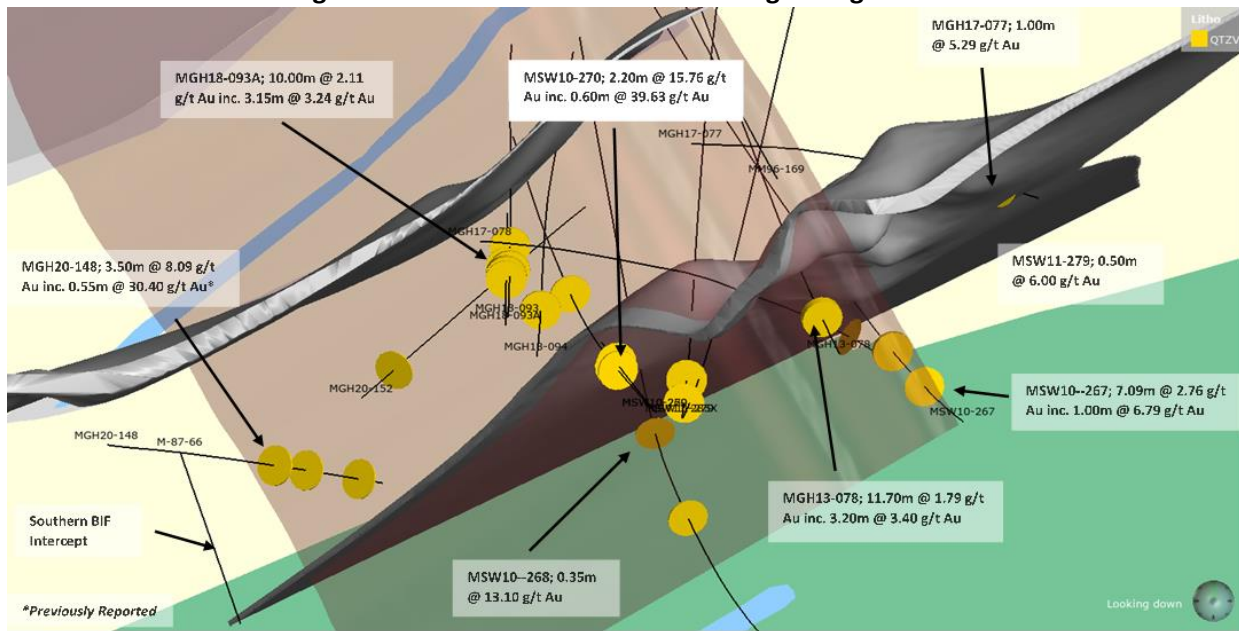 MGH17-077; 1.00m
@ 5.29 g/t Au
Litho
QTZV
MGH18-093A; 10.00m @ 2.11
g/t Au inc. 3.15m @ 3.24 g/t Au
MSW10-270; 2.20m @ 15.76 g/t
Au inc. 0.60m @ 39.63 g/t Au
MGH17-077
MM96-169
MGH17-078
MGH20-148; 3.50m @ 8.09 g/t
Au inc. 0.55m @ 30.40 g/t Au*
MSW11-279; 0.50m
@ 6.00 g/t Au
MGH18-093
MGH18-093A
MGH18-094
MGH13-078
MGH20-152
MSW10-267
MSW10--267; 7.09m @ 2.76 g/t
Au inc. 1.00m @ 6.79 g/t Au
MGH20-148
M-87-66
MGH13-078; 11.70m @ 1.79 g/t
Au inc. 3.20m @ 3.40 g/t Au
Southern BIF
Intercept
MSW10--268; 0.35m
@ 13.10 g/t Au
*Previously Reported
Looking down